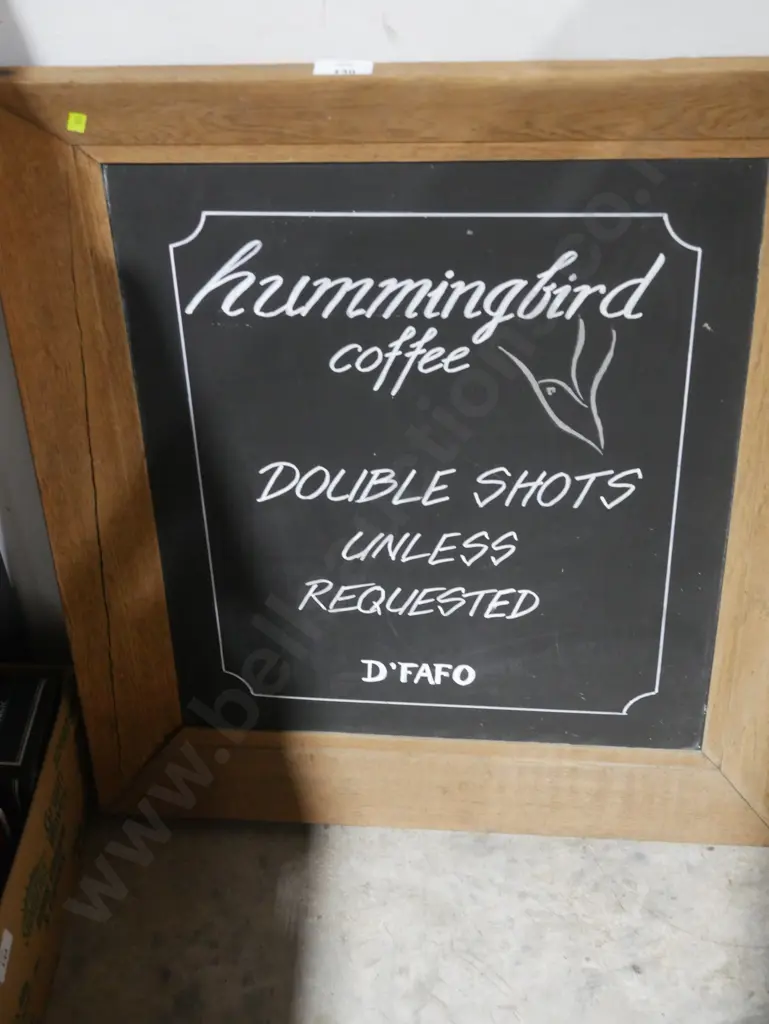 hummingbird
coffee
DOUBLE SHOTS
UNLESS
REQUESTED
D'FAFO